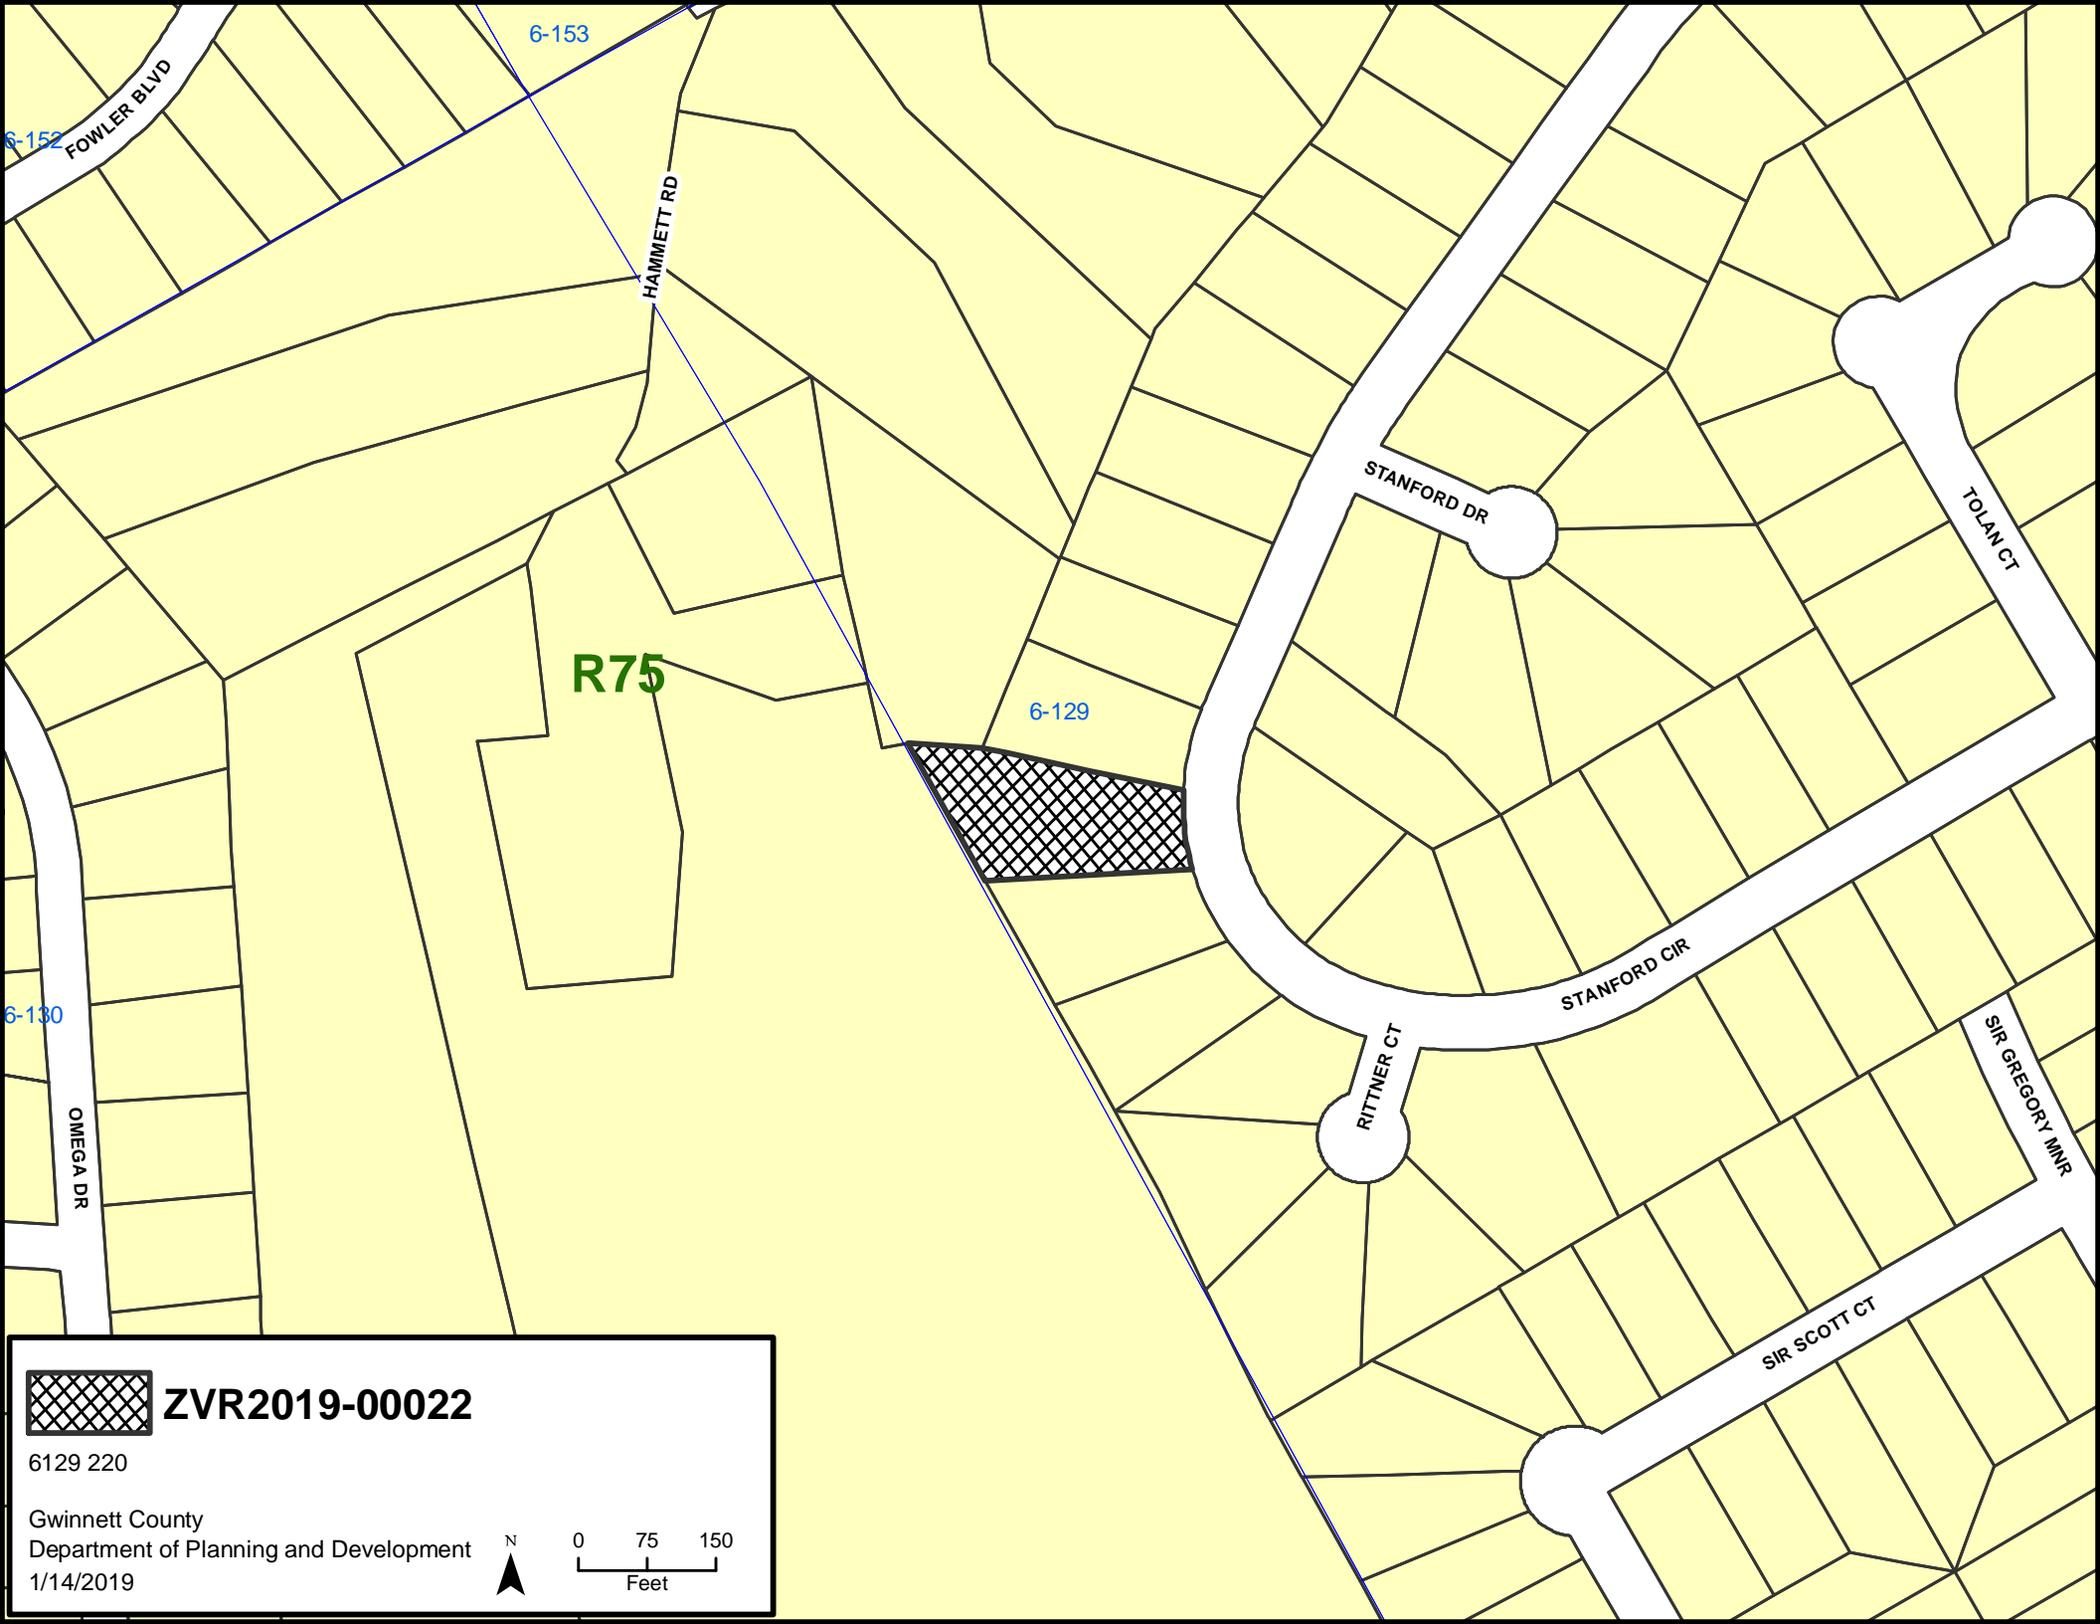 6-153
FOWLER BLVD
6-152
HAMMETT RD
STANFORD DR
TOLAN CT
R75
6-129
STANFORD CIR
6-130
RITTNER CT
SIR GREGORY MNR
OMEGA DR
SIR SCOTT CT
ZVR2019-00022
6129 220
Gwinnett County
Department of Planning and Development
1/14/2019
N
0 75 150
Feet